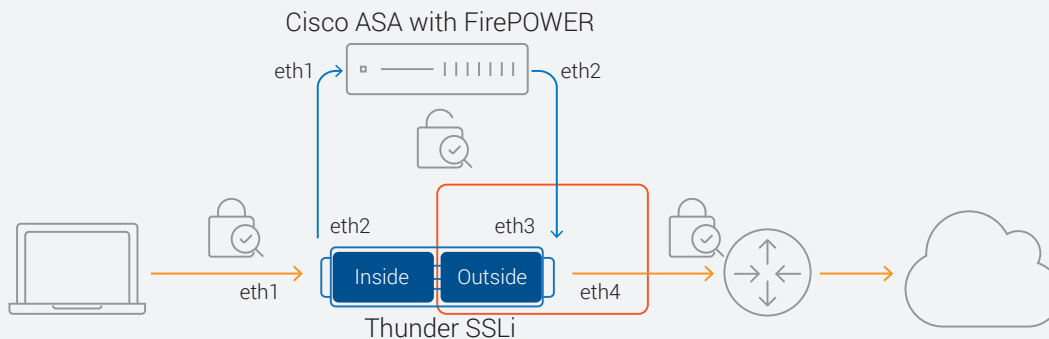 Cisco ASA with FirePOWER
eth1
eth2
eth2
eth3
Inside
Outside
eth1
eth4
Thunder SSLi